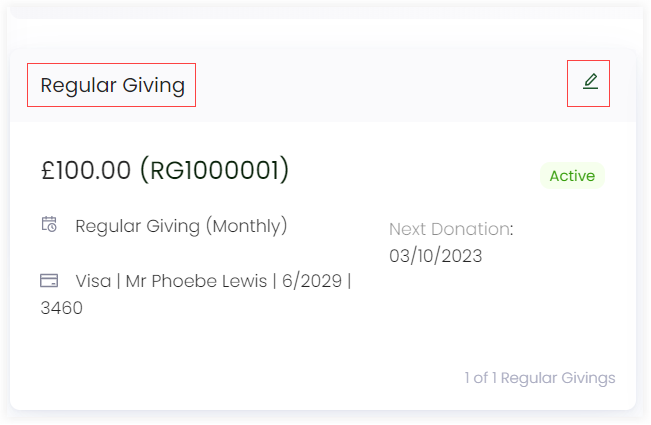 Regular Giving
£100.00 (RG1000001)
Active
Regular Giving (Monthly)
Next Donation:
03/10/2023
Visa | Mr Phoebe Lewis | 6/2029 |
3460
1 of 1 Regular Givings